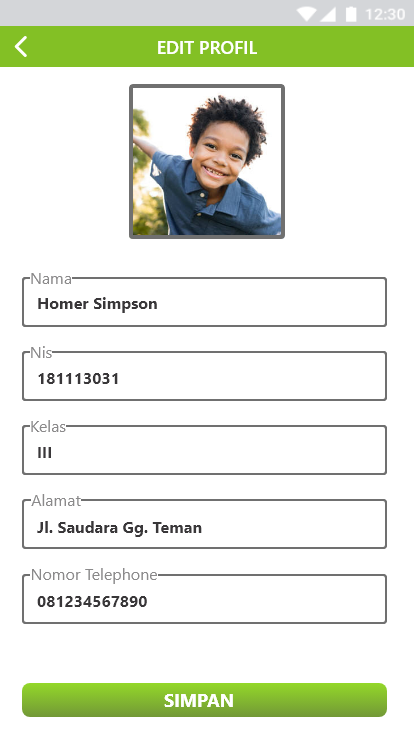 12:30
EDIT PROFIL
Nama
Homer Simpson
Nis
181113031
Kelas
III
Alamat
Jl. Saudara Gg. Teman
Nomor Telephone
081234567890
SIMPAN